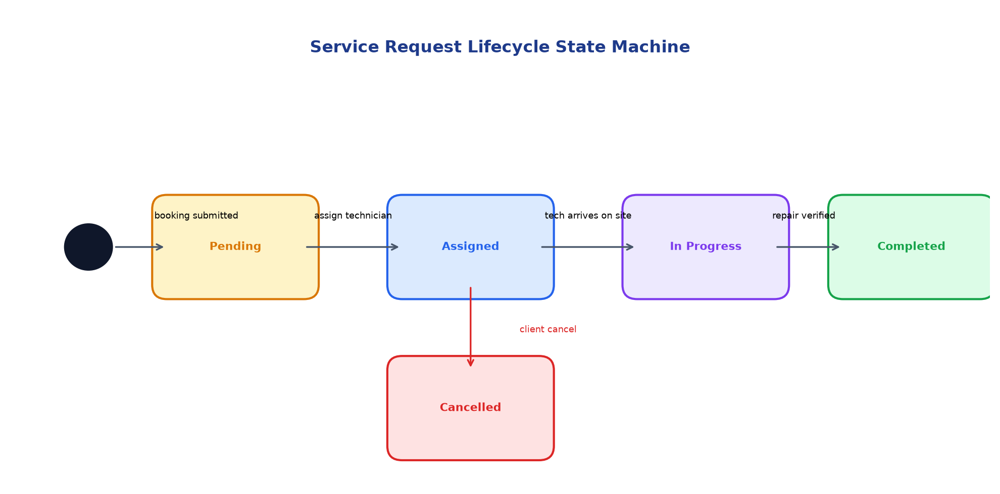 Service Request Lifecycle State Machine
booking submitted
assign technician
tech arrives on site
repair verified
Pending
Assigned
In Progress
Completed
client cancel
Cancelled